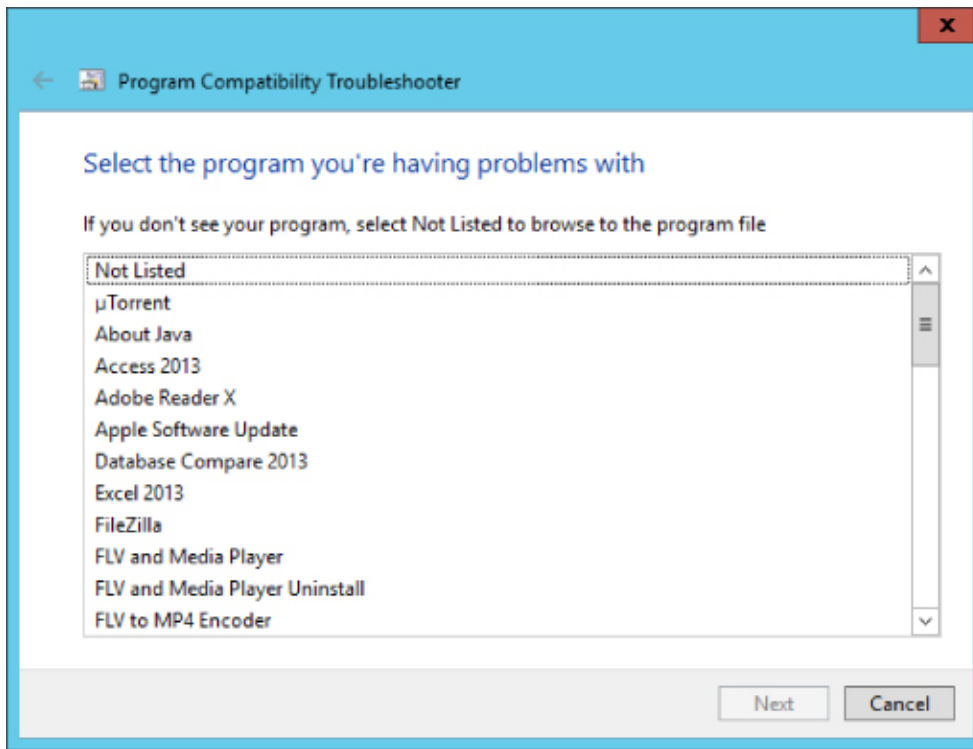 Program Compatibility Troubleshooter
Select the program you're having problems with
If you don't see your program, select Not Listed to browse to the program file
Not Listed
µTorrent
About Java
Access 2013
Adobe Reader X
Apple Software Update
Database Compare 2013
Excel 2013
FileZilla
FLV and Media Player
FLV and Media Player Uninstall
FLV to MP4 Encoder
Next
Cancel